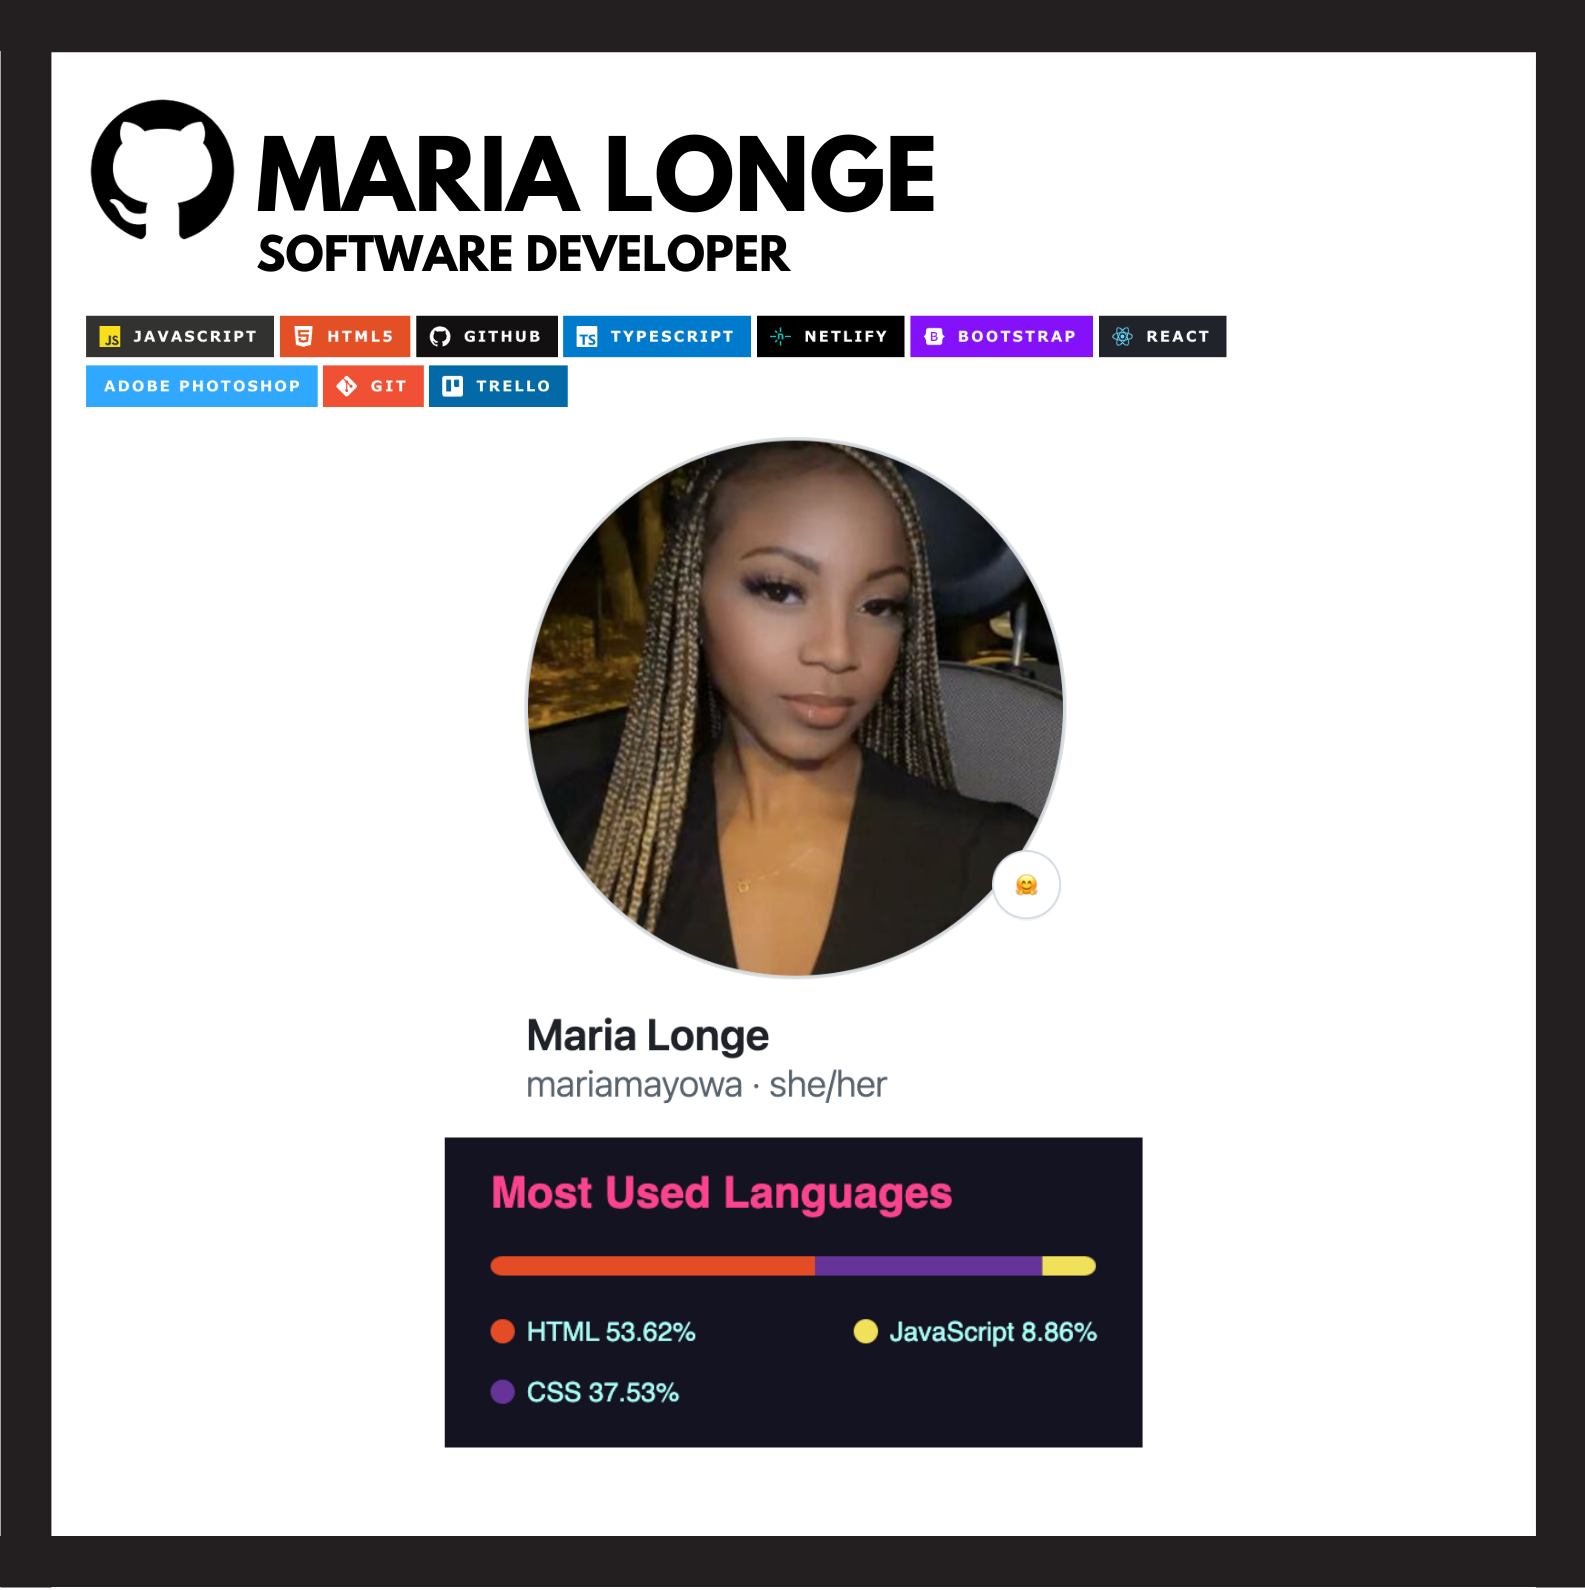 MARIA LONGE
SOFTWARE DEVELOPER
JS JAVASCRIPT 5 HTML5 GITHUB TS TYPESCRIPT NETLIFY B BOOTSTRAP REACT
ADOBE PHOTOSHOP GIT TRELLO
Maria Longe
mariamayowa · she/her
Most Used Languages
HTML 53.62% JavaScript 8.86%
CSS 37.53%